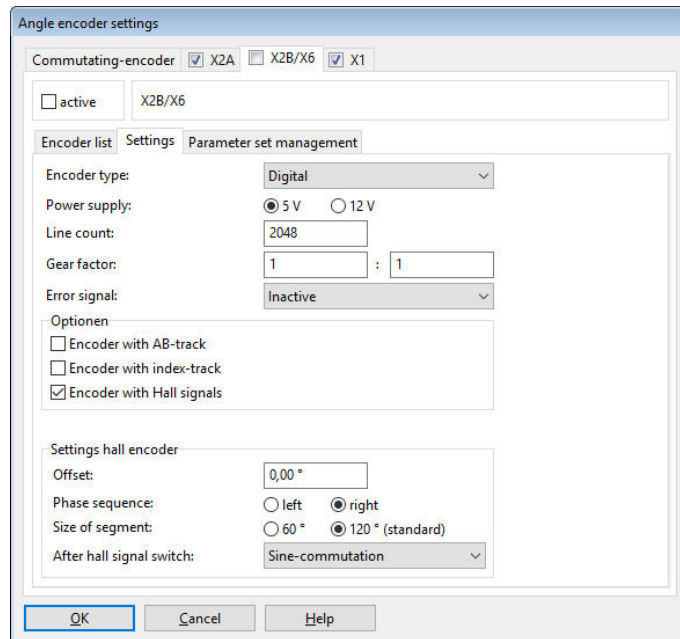 Angle encoder settings
Commutating-encoder X2A X2B/X6 X1
active X2B/X6
Encoder list Settings Parameter set management
Encoder type: Digital
Power supply: 5 V 12 V
Line count: 2048
Gear factor: 1 : 1
Error signal: Inactive
Optionen
Encoder with AB-track
Encoder with index-track
Encoder with Hall signals
Settings hall encoder
Offset: 0,00 °
Phase sequence: left right
Size of segment: 60 ° 120 ° (standard)
After hall signal switch: Sine-commutation
OK Cancel Help